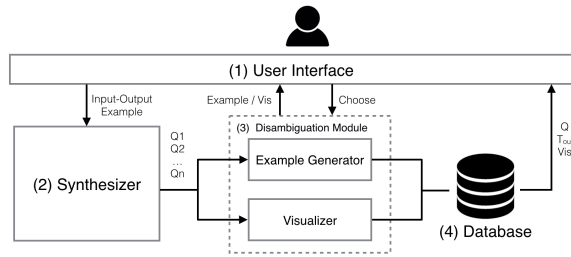 (1) User Interface
Input-Output
Example
Example / Vis
Choose
Q
T_ou
Vis
(3) Disambiguation Module
Q1
Q2
...
Qn
Example Generator
(2) Synthesizer
Visualizer
(4) Database